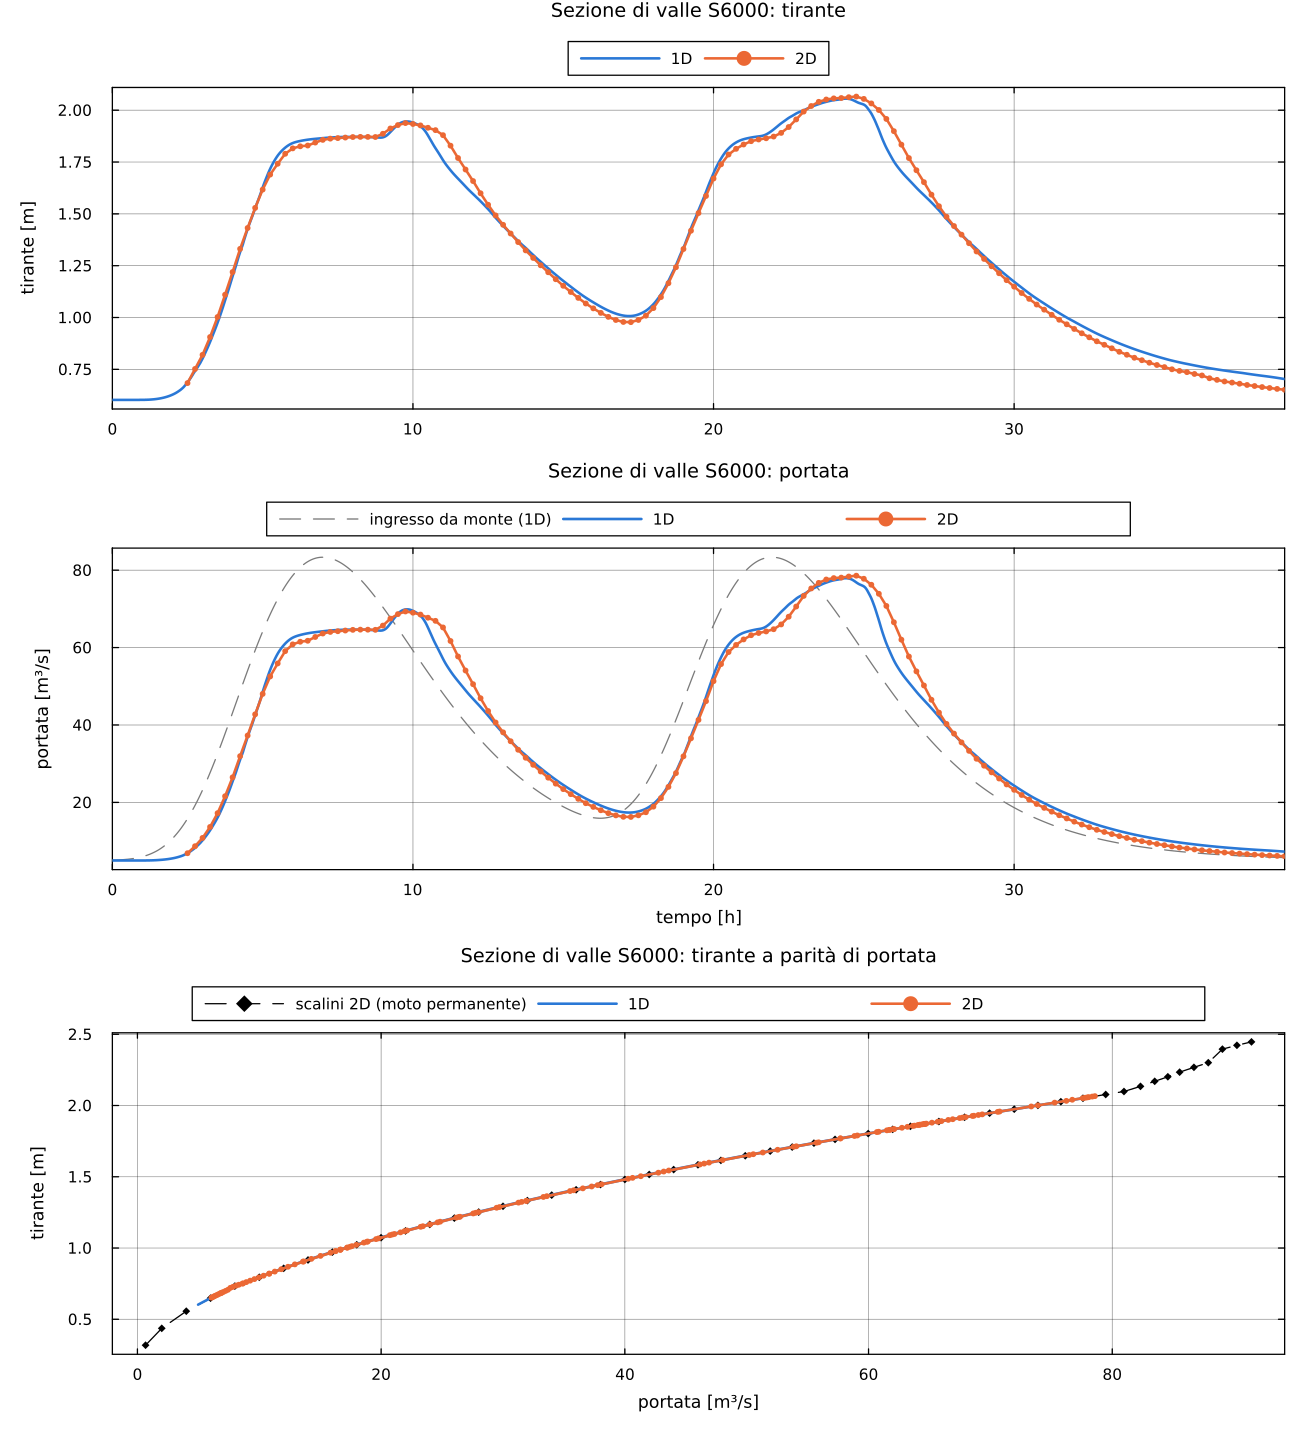 Sezione di valle S6000: tirante
1D 2D
tirante [m]
2.00
1.75
1.50
1.25
1.00
0.75
0 10 20 30
Sezione di valle S6000: portata
ingresso da monte (1D) 1D 2D
portata [m³/s]
80
60
40
20
0 10 20 30
tempo [h]
Sezione di valle S6000: tirante a parità di portata
scalini 2D (moto permanente) 1D 2D
tirante [m]
2.5
2.0
1.5
1.0
0.5
0 20 40 60 80
portata [m³/s]